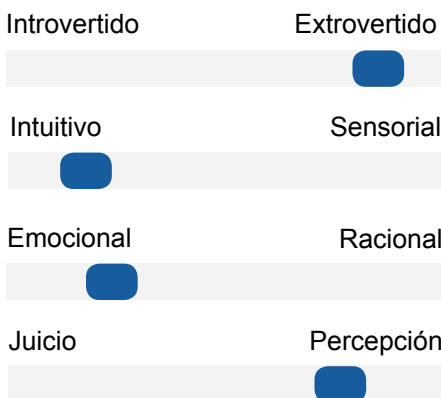 Introvertido Extrovertido
Intuitivo Sensorial
Emocional Racional
Juicio Percepción